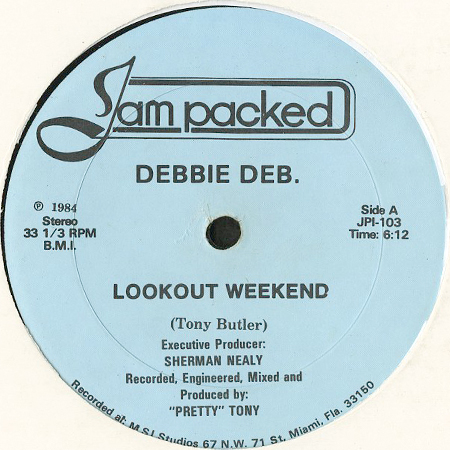 Jam packed
DEBBIE DEB.
℗ 1984
Stereo
33 1/3 RPM
B.M.I.
Side A
JPI-103
Time: 6:12
LOOKOUT WEEKEND
(Tony Butler)
Executive Producer:
SHERMAN NEALY
Recorded, Engineered, Mixed and
Produced by:
"PRETTY" TONY
Recorded at: M S I Studios 67 N.W. 71 St. Miami, Fla. 33150